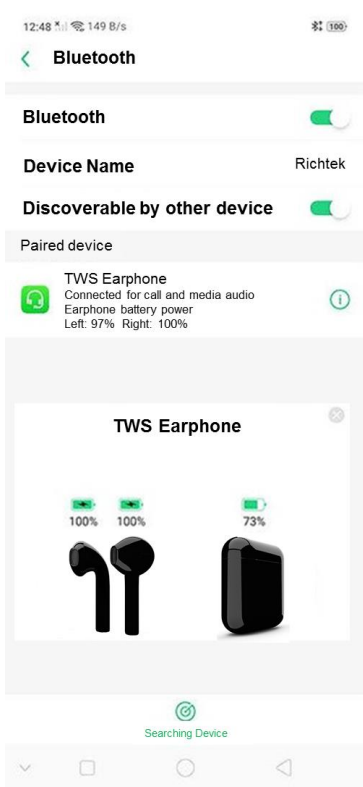 12:48 149 B/s 100
Bluetooth
Bluetooth
Device Name Richtek
Discoverable by other device
Paired device
TWS Earphone
Connected for call and media audio
Earphone battery power
Left: 97% Right: 100%
TWS Earphone
100% 100% 73%
Searching Device